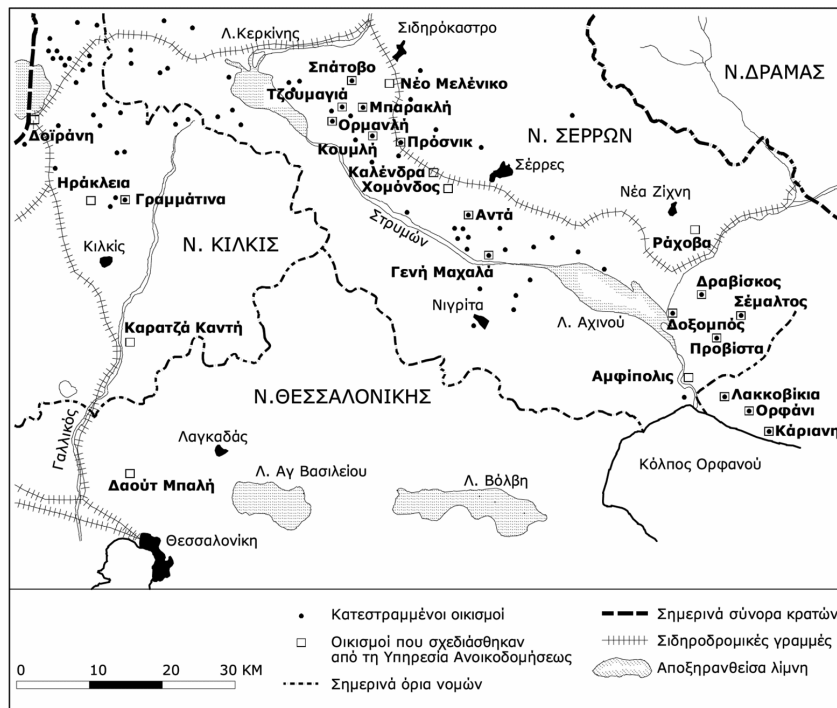 Λ.Κερκίνης
Σιδηρόκαστρο
Ν.ΔΡΑΜΑΣ
Σπάτοβο
Νέο Μελένικο
Τζουμαγιά
Μπαρακλή
Δοϊράνη
Ορμανλή
Ν. ΣΕΡΡΩΝ
Κουμλή
Πρόσνικ
Καλένδρα
Σέρρες
Χομόνδος
Ηράκλεια
Γραμμάτινα
Νέα Ζίχνη
Αντά
Στρυμών
Ράχοβα
Ν. ΚΙΛΚΙΣ
Κιλκίς
Γενή Μαχαλά
Δραβίσκος
Νιγρίτα
Σέμαλτος
Λ. Αχινού
Δοξομπός
Καρατζά Καντή
Προβίστα
Αμφίπολις
Ν.ΘΕΣΣΑΛΟΝΙΚΗΣ
Λακκοβίκια
Ορφάνι
Γαλλικός
Λαγκαδάς
Κάριανη
Λ. Αγ Βασιλείου
Λ. Βόλβη
Κόλπος Ορφανού
Δαούτ Μπαλή
Θεσσαλονίκη
Κατεστραμμένοι οικισμοί
Οικισμοί που σχεδιάσθηκαν
από τη Υπηρεσία Ανοικοδομήσεως
Σημερινά όρια νομών
Σημερινά σύνορα κρατών
Σιδηροδρομικές γραμμές
Αποξηρανθείσα λίμνη
0 10 20 30 ΚΜ